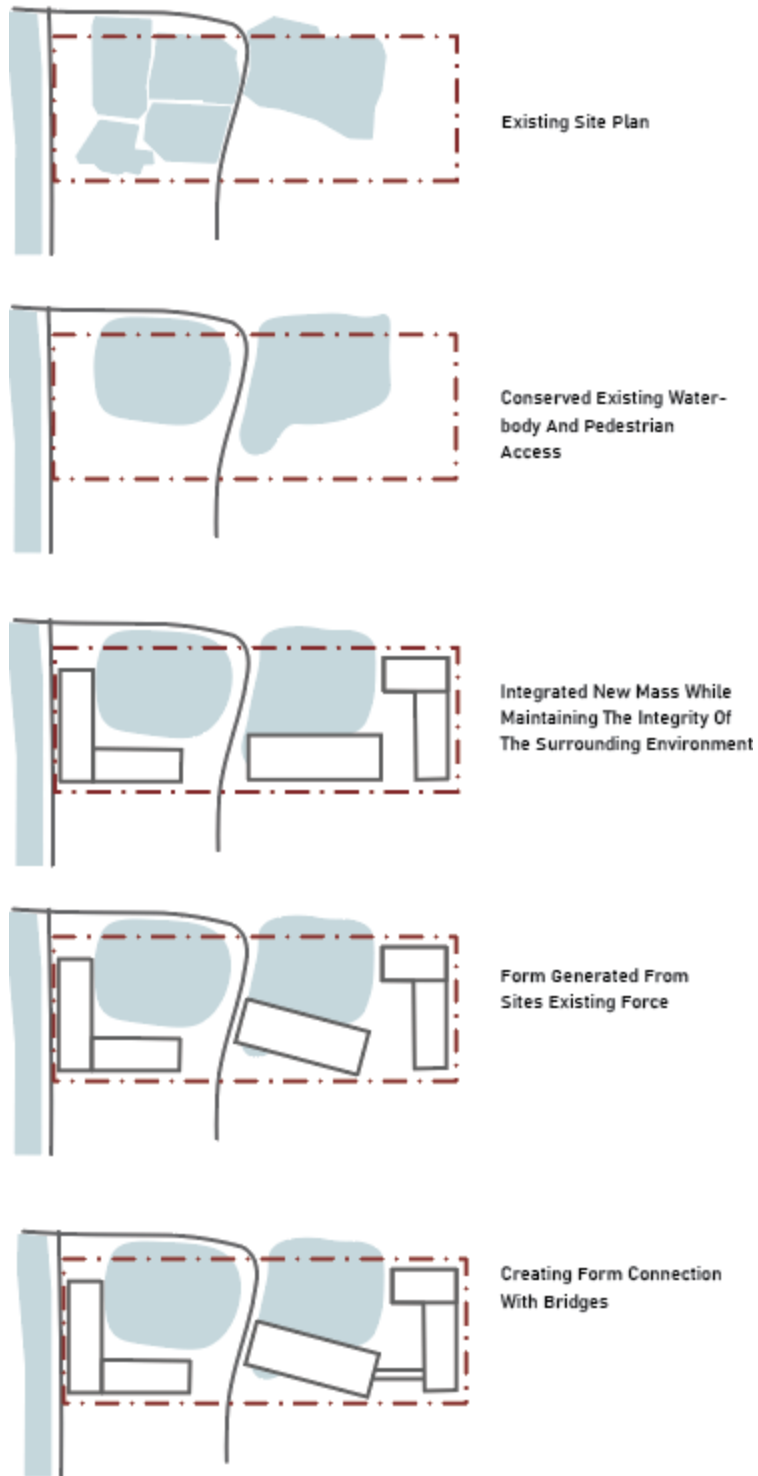 Existing Site Plan
Conserved Existing Water-
body And Pedestrian
Access
Integrated New Mass While
Maintaining The Integrity Of
The Surrounding Environment
Form Generated From
Sites Existing Force
Creating Form Connection
With Bridges